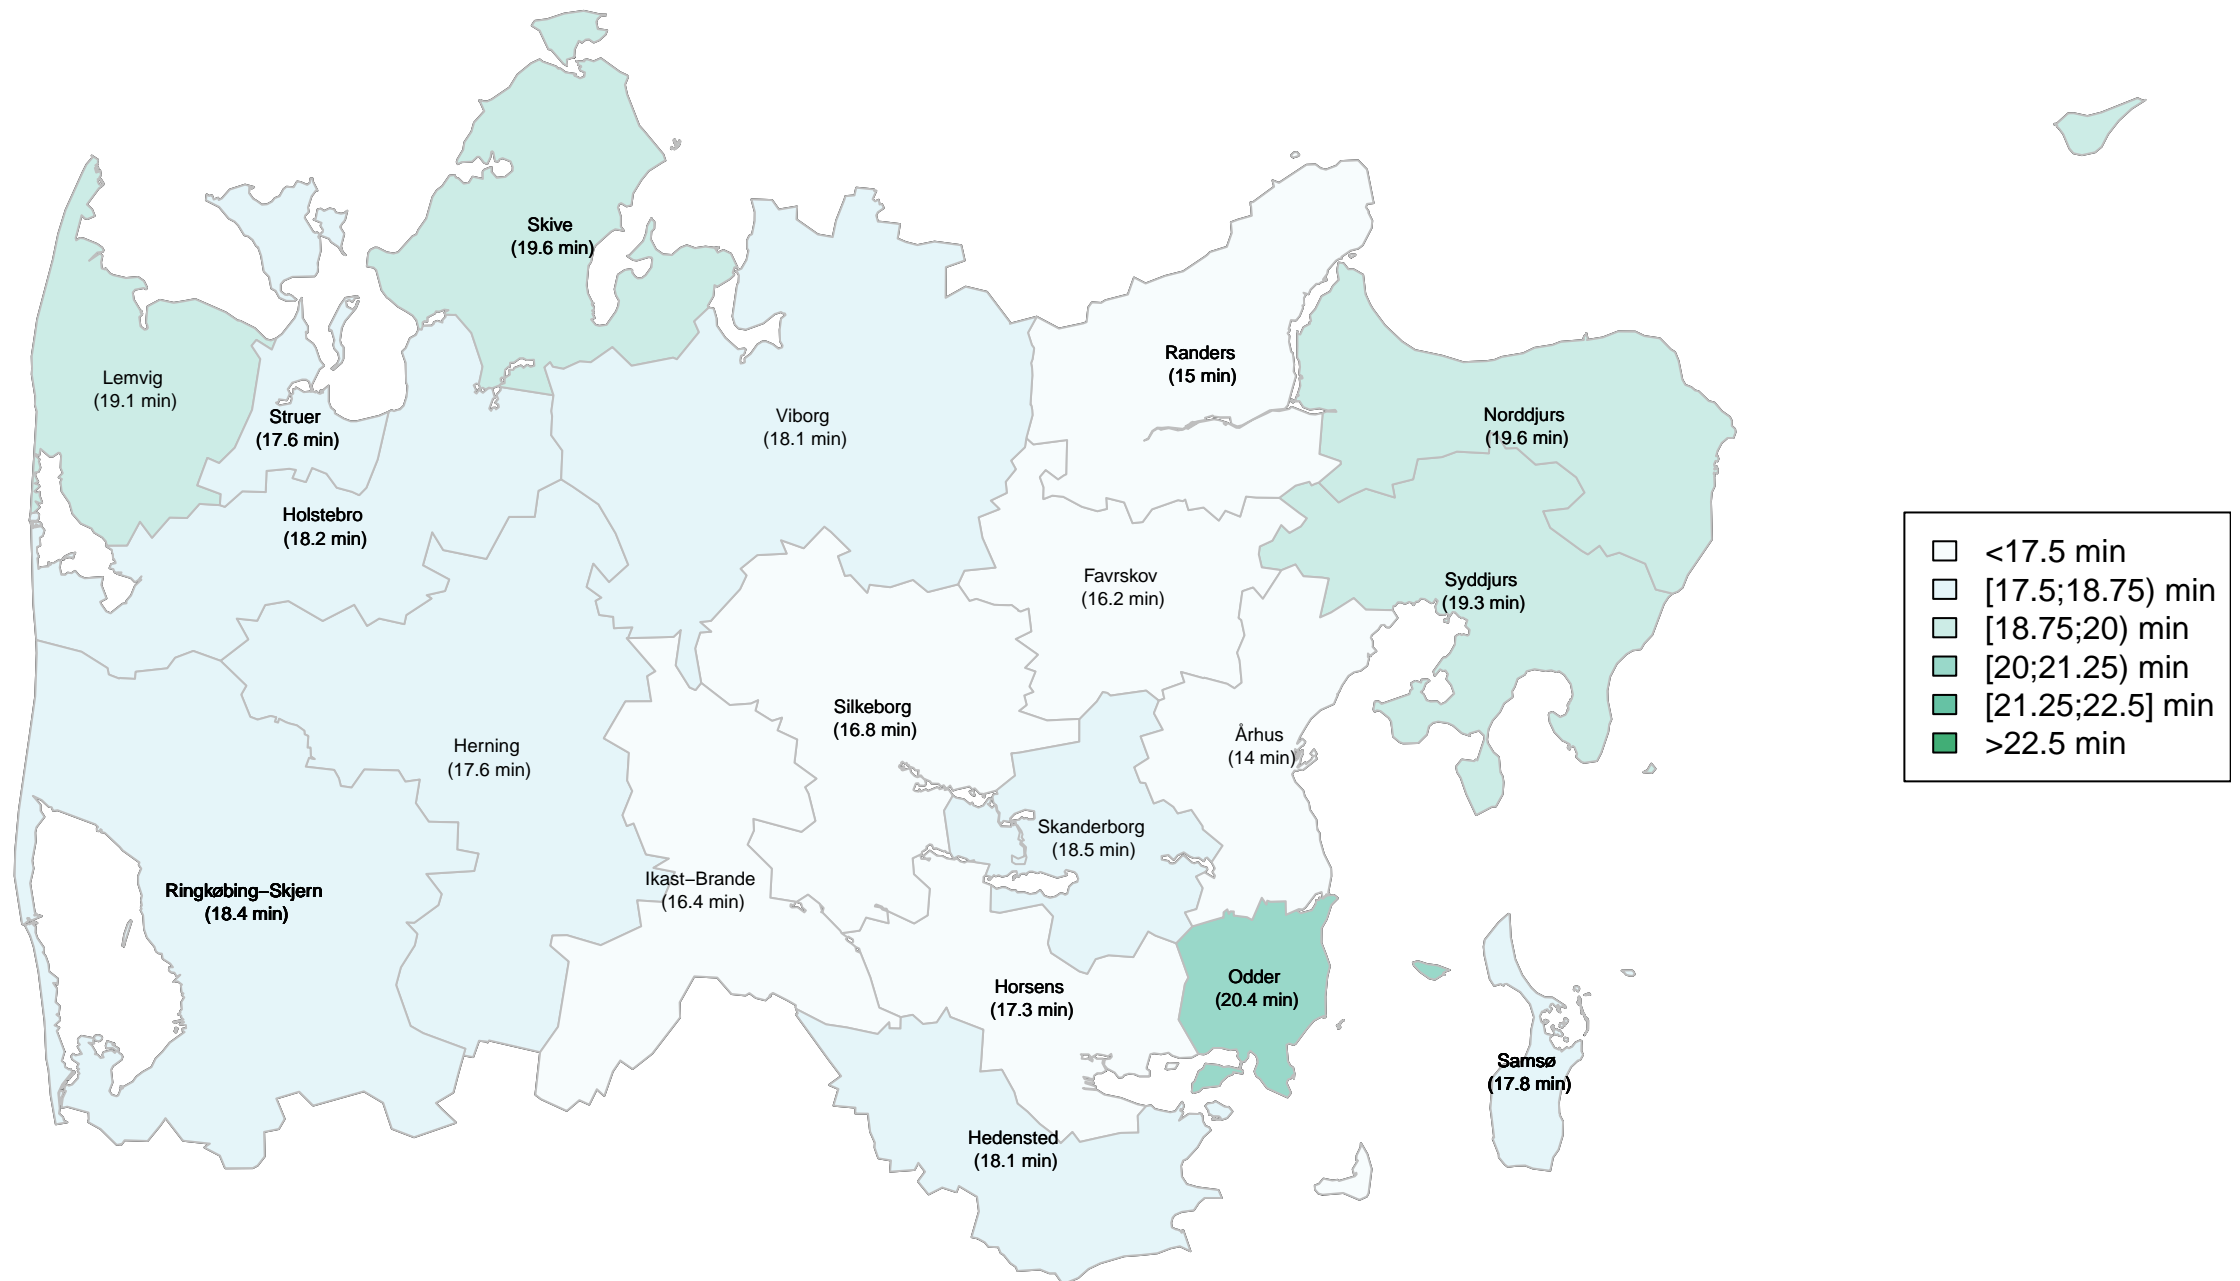 Skive
(19.6 min)
Lemvig
(19.1 min)
Struer
(17.6 min)
Viborg
(18.1 min)
Randers
(15 min)
Norddjurs
(19.6 min)
Holstebro
(18.2 min)
Favrskov
(16.2 min)
Syddjurs
(19.3 min)
Silkeborg
(16.8 min)
Herning
(17.6 min)
Århus
(14 min)
Skanderborg
(18.5 min)
Ringkøbing−Skjern
(18.4 min)
Ikast−Brande
(16.4 min)
Horsens
(17.3 min)
Odder
(20.4 min)
Samsø
(17.8 min)
Hedensted
(18.1 min)
<17.5 min
[17.5;18.75) min
[18.75;20) min
[20;21.25) min
[21.25;22.5] min
>22.5 min